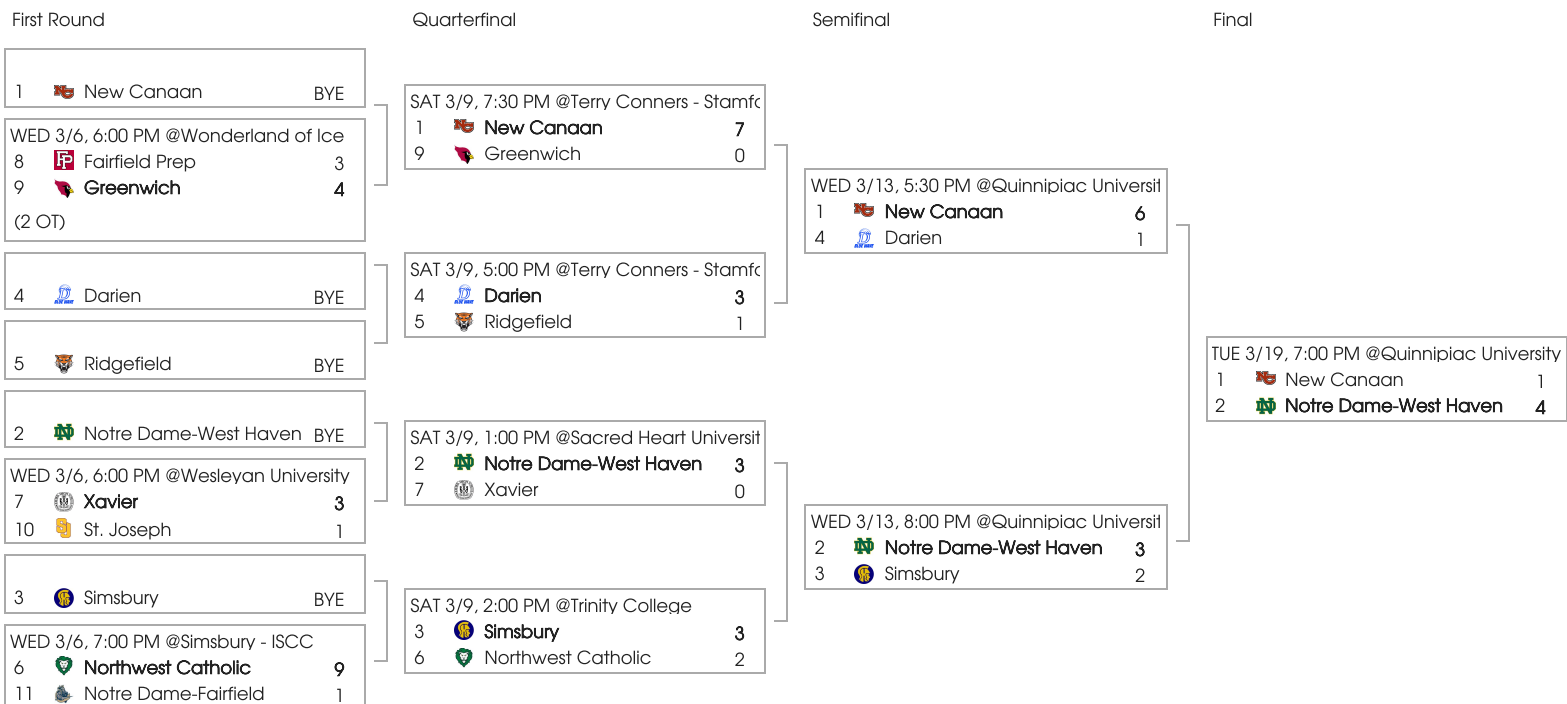 First Round
Quarterfinal
Semifinal
Final
1 New Canaan BYE
WED 3/6, 6:00 PM @Wonderland of Ice
8 Fairfield Prep 3
9 Greenwich 4
(2 OT)
4 Darien BYE
5 Ridgefield BYE
2 Notre Dame-West Haven BYE
WED 3/6, 6:00 PM @Wesleyan University
7 Xavier 3
10 St. Joseph 1
3 Simsbury BYE
WED 3/6, 7:00 PM @Simsbury - ISCC
6 Northwest Catholic 9
11 Notre Dame-Fairfield 1
SAT 3/9, 7:30 PM @Terry Conners - Stamfo
1 New Canaan 7
9 Greenwich 0
SAT 3/9, 5:00 PM @Terry Conners - Stamfo
4 Darien 3
5 Ridgefield 1
SAT 3/9, 1:00 PM @Sacred Heart Universit
2 Notre Dame-West Haven 3
7 Xavier 0
SAT 3/9, 2:00 PM @Trinity College
3 Simsbury 3
6 Northwest Catholic 2
WED 3/13, 5:30 PM @Quinnipiac Universit
1 New Canaan 6
4 Darien 1
WED 3/13, 8:00 PM @Quinnipiac Universit
2 Notre Dame-West Haven 3
3 Simsbury 2
TUE 3/19, 7:00 PM @Quinnipiac University
1 New Canaan 1
2 Notre Dame-West Haven 4